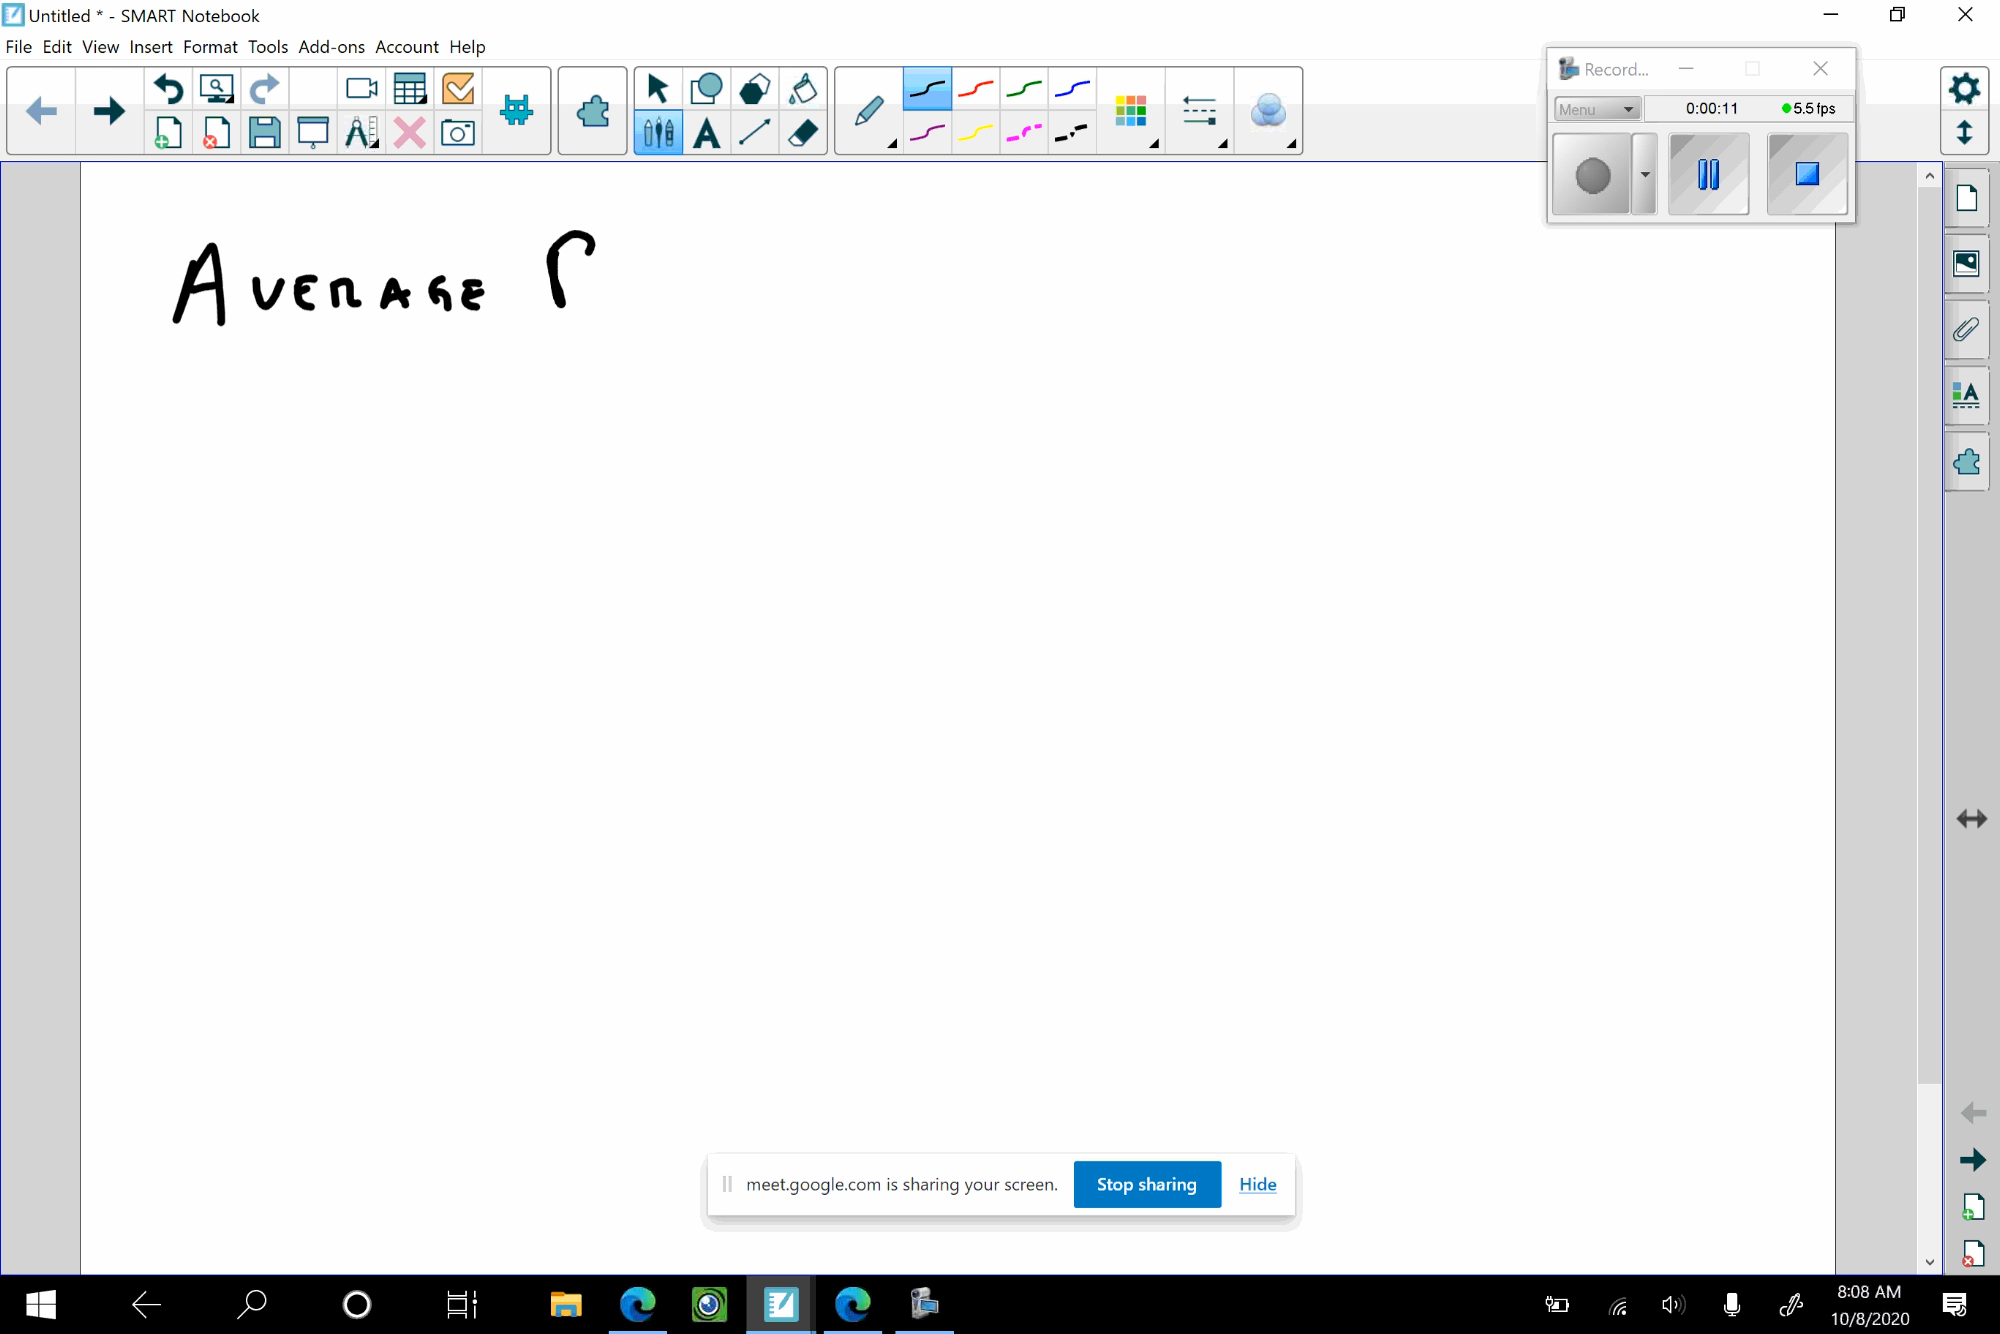 Untitled * - SMART Notebook
File Edit View Insert Format Tools Add-ons Account Help
Record...
Menu 0:00:11 5.5 fps
AVERAGE
meet.google.com is sharing your screen. Stop sharing Hide
8:08 AM
10/8/2020